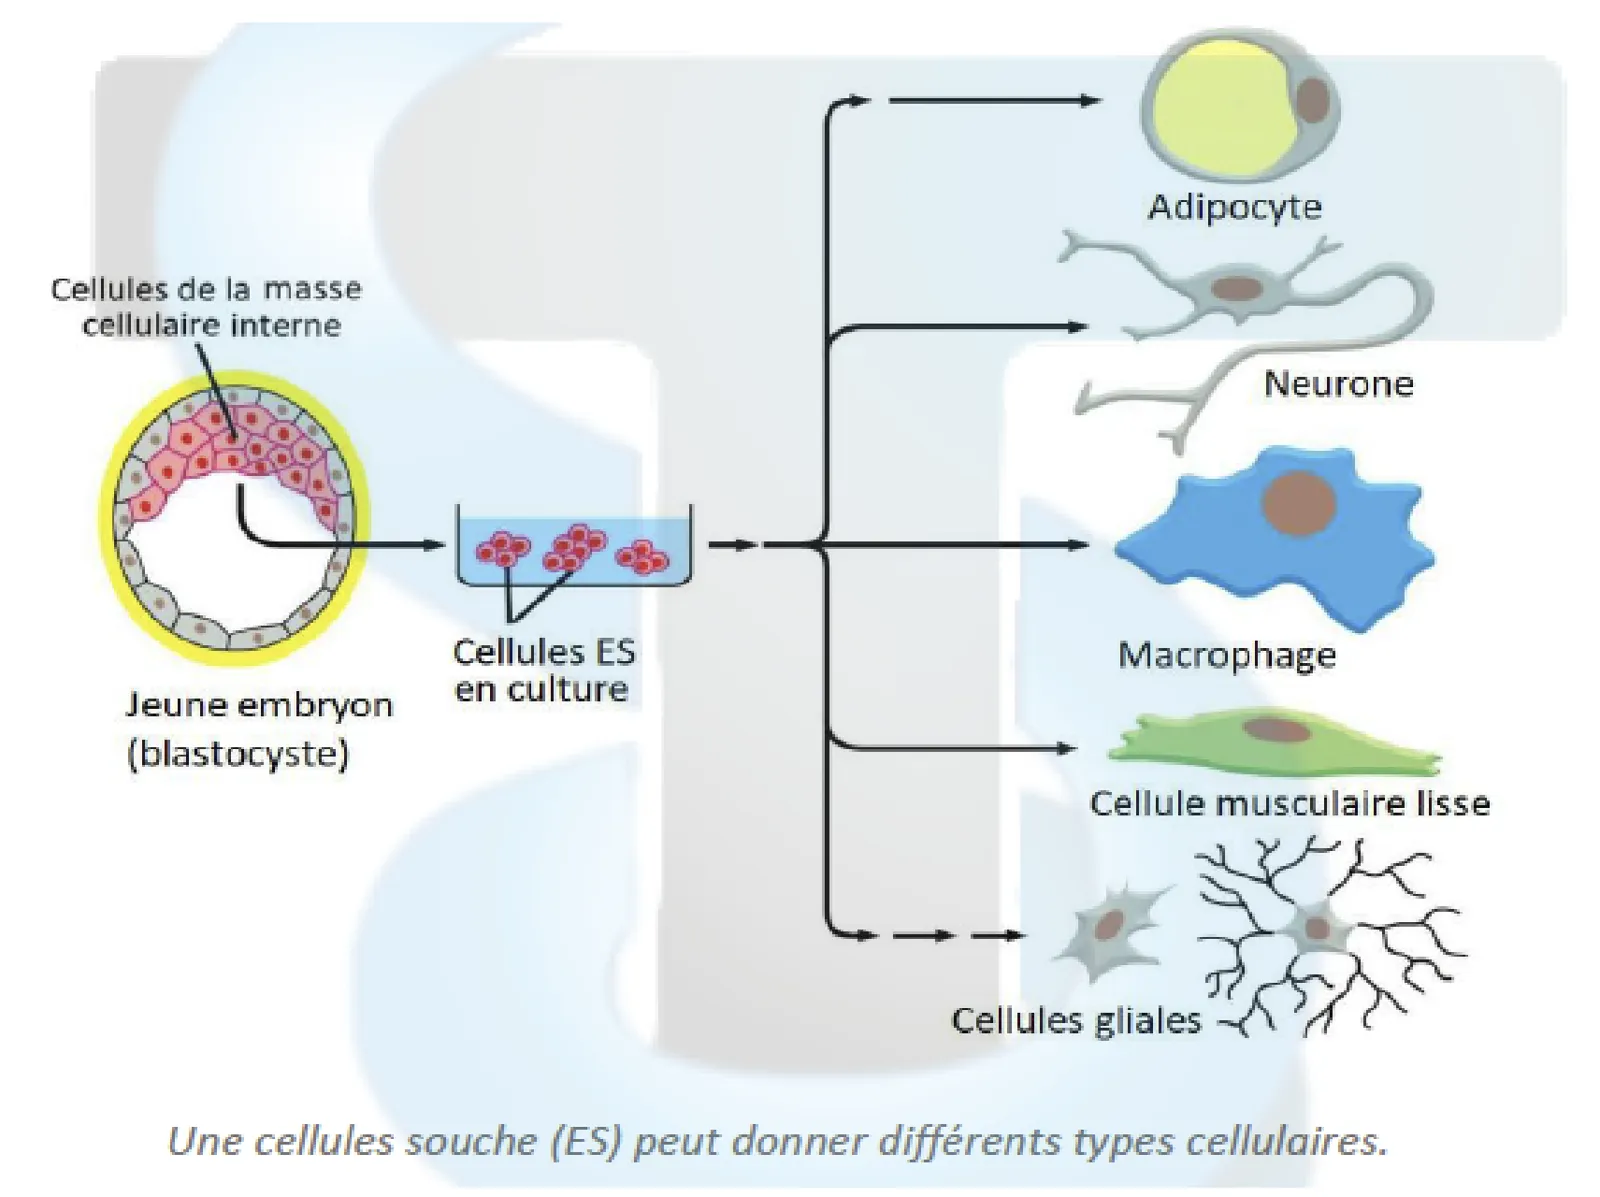 Adipocyte
Cellules de la masse
cellulaire interne
Neurone
Cellules ES
en culture
Macrophage
Jeune embryon
(blastocyste)
Cellule musculaire lisse
Cellules gliales
Une cellules souche (ES) peut donner différents types cellulaires.